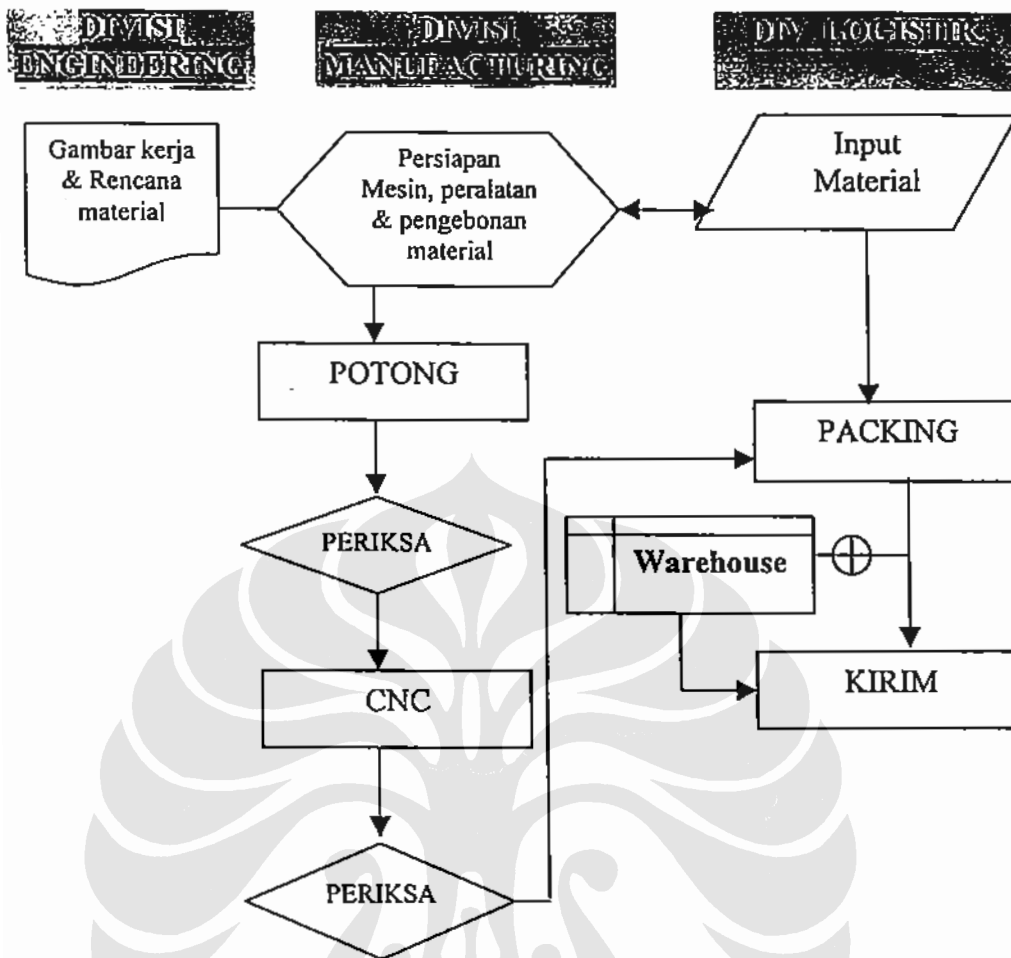 DIVISI
ENGINEERING
DIVISI
MANUFACTURING
DIV. LOGISTIK
Gambar kerja
& Rencana
material
Persiapan
Mesin, peralatan
& pengebonan
material
Input
Material
POTONG
PACKING
PERIKSA
Warehouse
CNC
KIRIM
PERIKSA